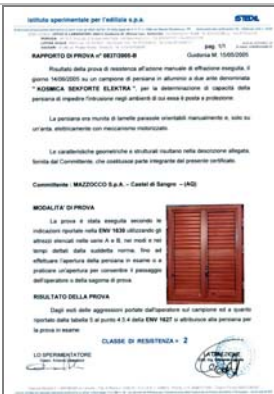 istituto sperimentale per l'edilizia s.p.a.
ISTEDIL
pag. 1/1
RAPPORTO DI PROVA n° 0827/2005-B
Guidonia M. 15/05/2005
Risultato della prova di resistenza all'azione manuale di effrazione eseguita, il
giorno 14/06/2005 su un campione di persiana in alluminio a due ante denominata
" KOSMICA SEKFORTE ELEKTRA ", per la determinazione di capacità della
persiana di impedire l'intrusione negli ambienti di cui essa è posta a protezione.
La persiana era munita di lamelle parasole orientabili manualmente e, solo su
un'anta, elettricamente con meccanismo motorizzato.
Le caratteristiche geometriche e strutturali risultano nella descrizione allegata,
fornita dal Committente, che costituisce parte integrante del presente certificato.
Committente : MAZZOCCO S.p.A. – Castel di Sangro – (AQ)
MODALITA' DI PROVA
La prova è stata eseguita secondo le
indicazioni riportate nella ENV 1630 utilizzando gli
attrezzi elencati nelle serie A e B, nei modi e nei
tempi dettati dalla suddetta norma, fino ad
effettuare l'apertura della persiana in esame o a
praticare un'apertura per consentire il passaggio
dell'operatore o della sagoma di prova.
RISULTATO DELLA PROVA
Dagli esiti delle aggressioni portate dall'operatore sul campione ed a quanto
riportato dalla tabella 5 al punto 4.5.4 della ENV 1627 si attribuisce alla persiana per
la prova in esame:
CLASSE DI RESISTENZA = 2
LO SPERIMENTATORE
LA DIREZIONE